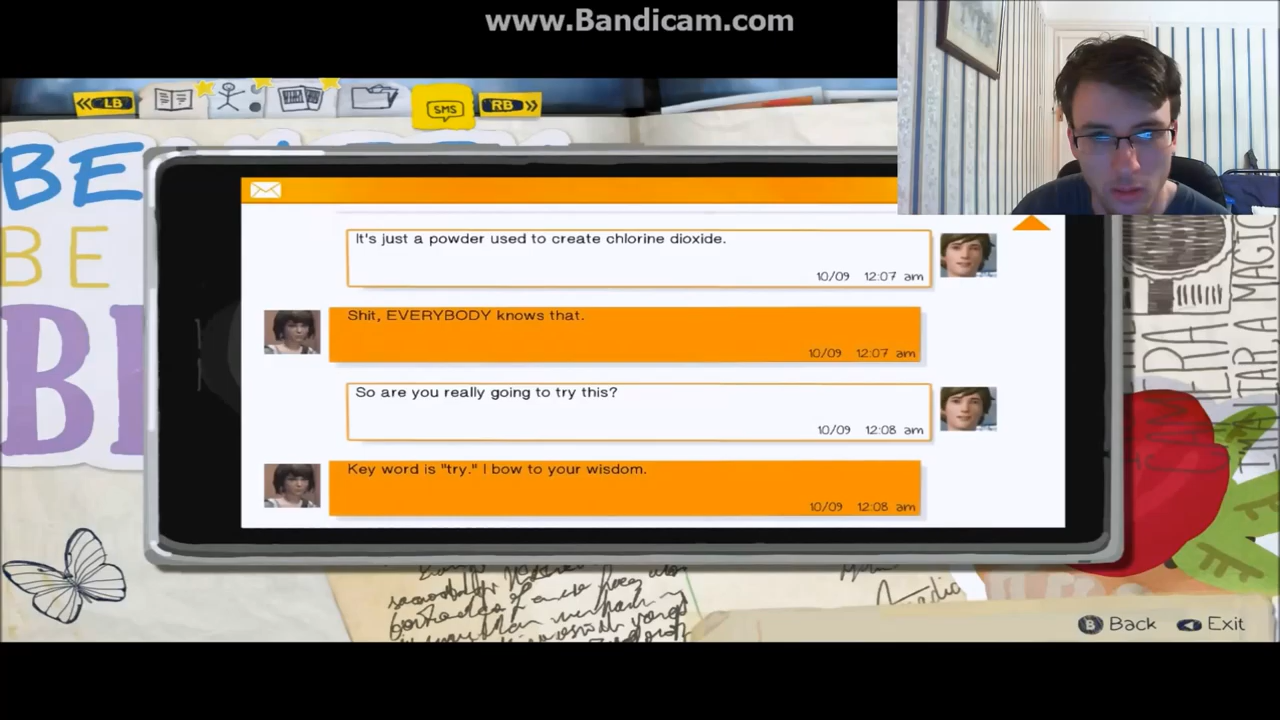 www.Bandicam.com
LB
SMS
RB
BE
BE
It's just a powder used to create chlorine dioxide.
10/09 12:07 am
Shit, EVERYBODY knows that.
10/09 12:07 am
So are you really going to try this?
10/09 12:08 am
Key word is "try." I bow to your wisdom.
10/09 12:08 am
B Back Exit